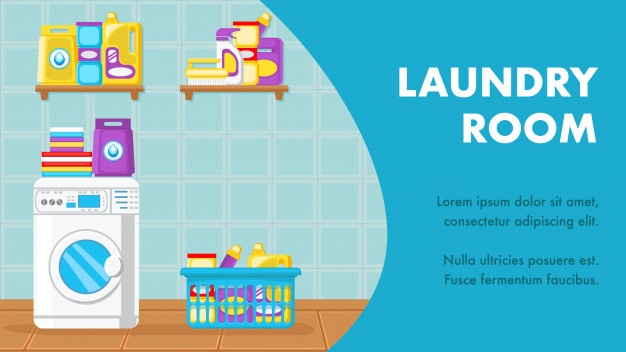 LAUNDRY
ROOM
Lorem ipsum dolor sit amet,
consectetur adipiscing elit.
Nulla ultricies posuere est.
Fusce fermentum faucibus.